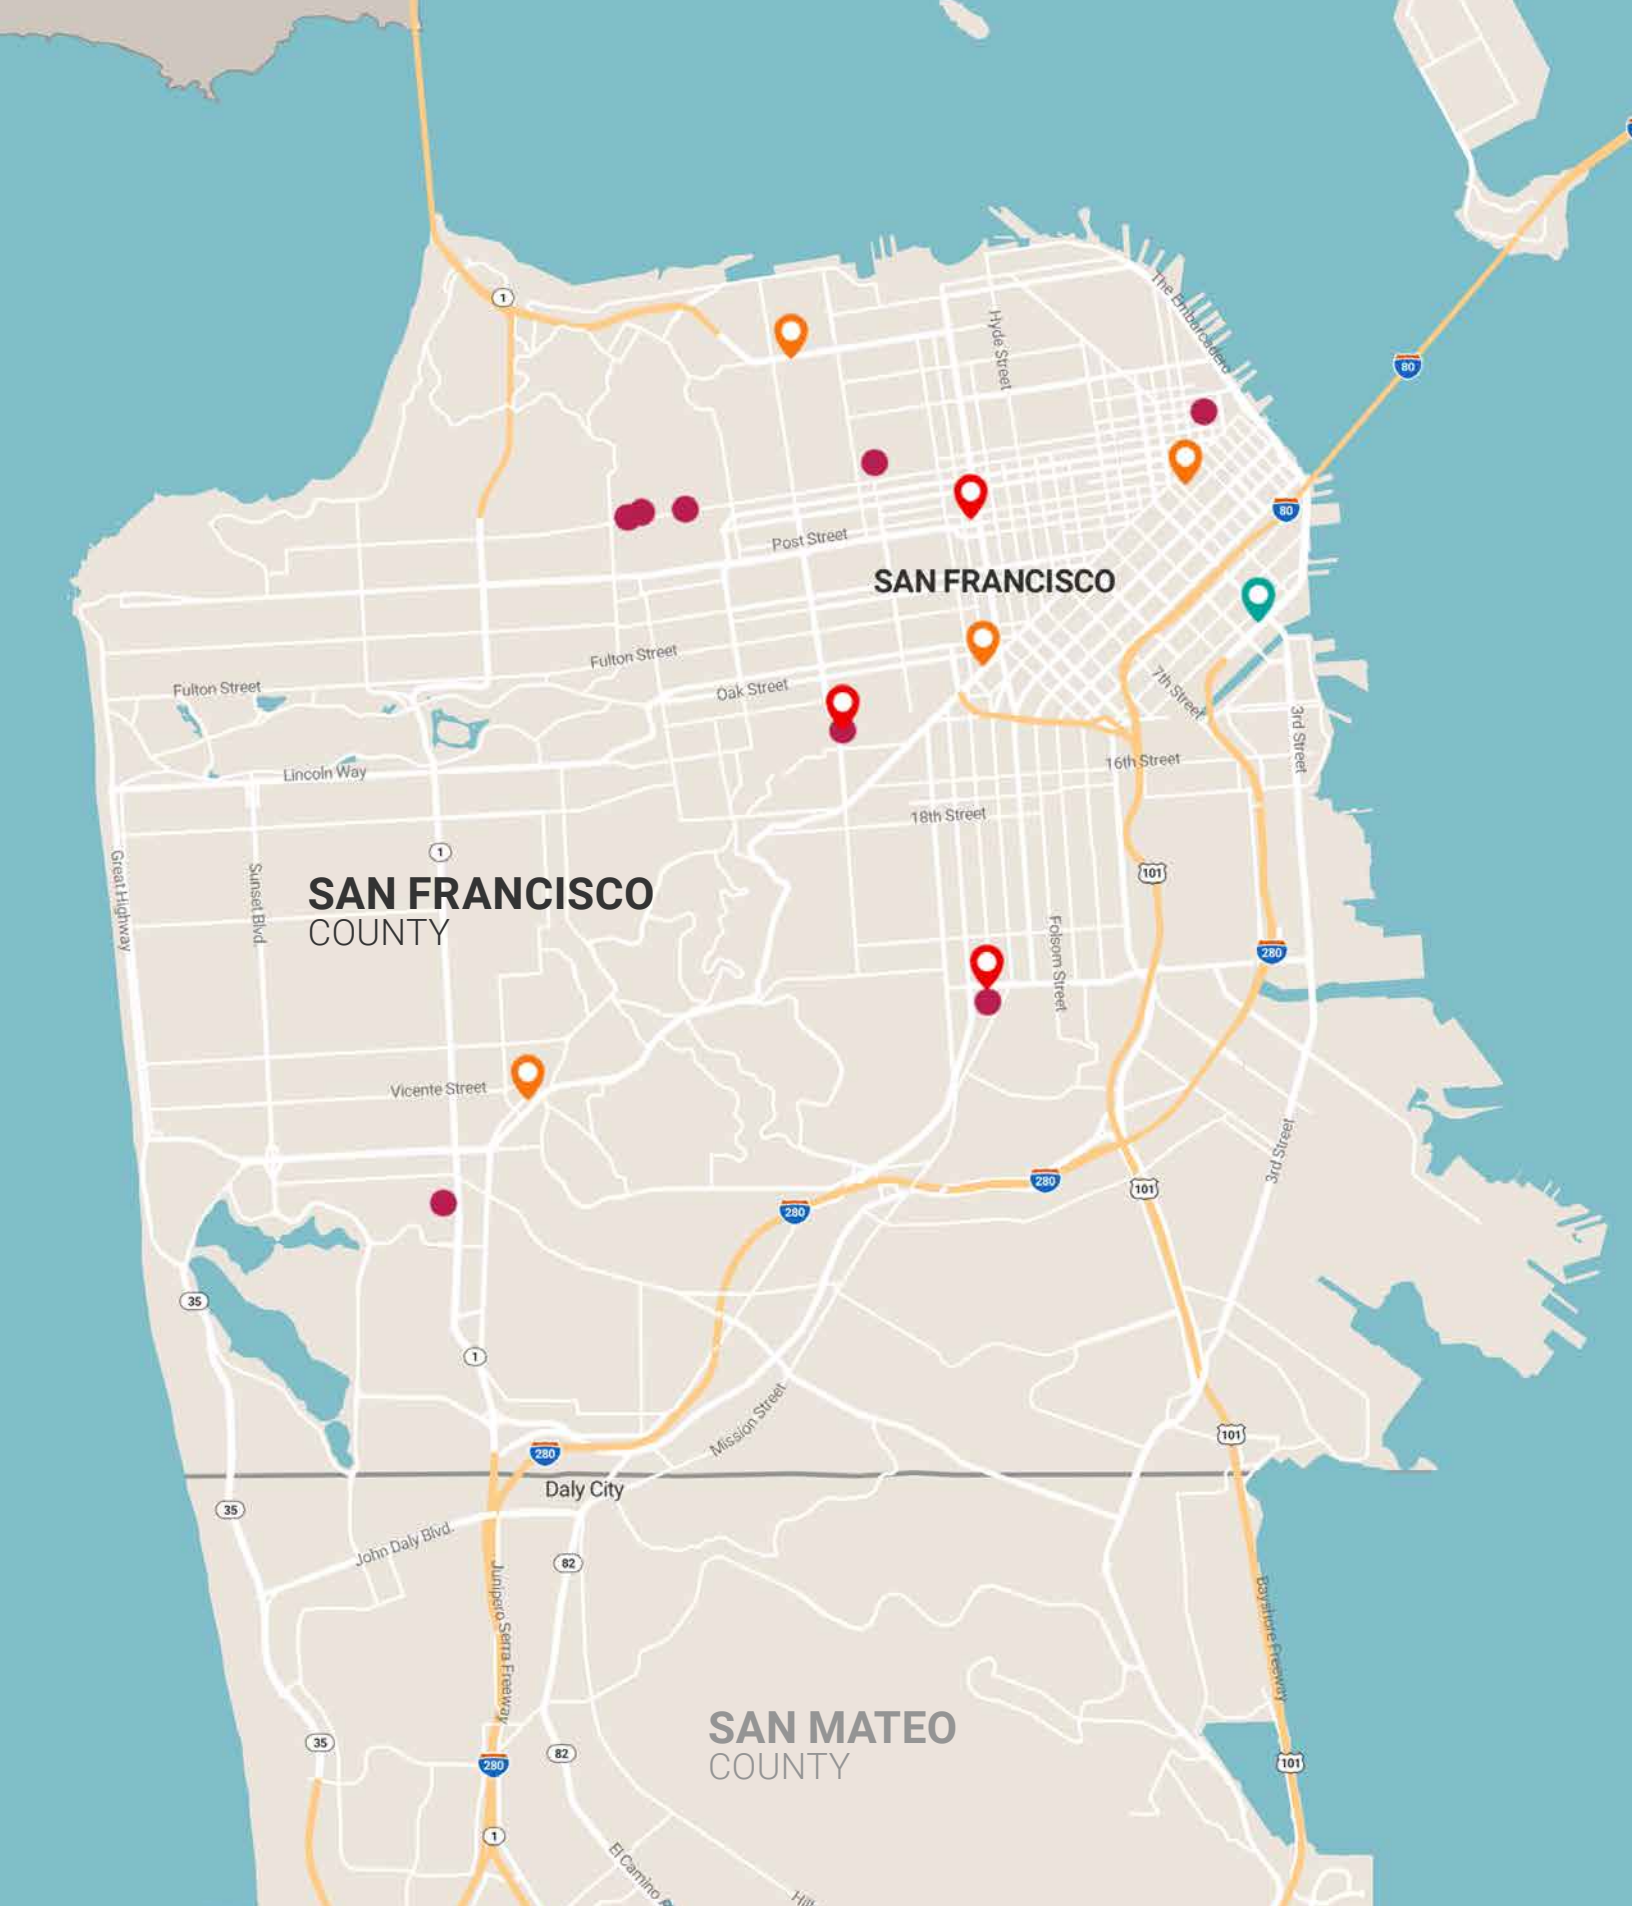 1
The Embarcadero
Hyde Street
80
80
Post Street
SAN FRANCISCO
Fulton Street
Fulton Street
Oak Street
7th Street
3rd Street
16th Street
Lincoln Way
18th Street
1
Great Highway
Sunset Blvd.
SAN FRANCISCO
COUNTY
101
Folsom Street
280
Vicente Street
3rd Street
280
101
280
35
1
Mission Street
101
280
Daly City
35
John Daly Blvd.
82
Junipero Serra Freeway
Bayshore Freeway
SAN MATEO
COUNTY
35
82
280
101
1
El Camino